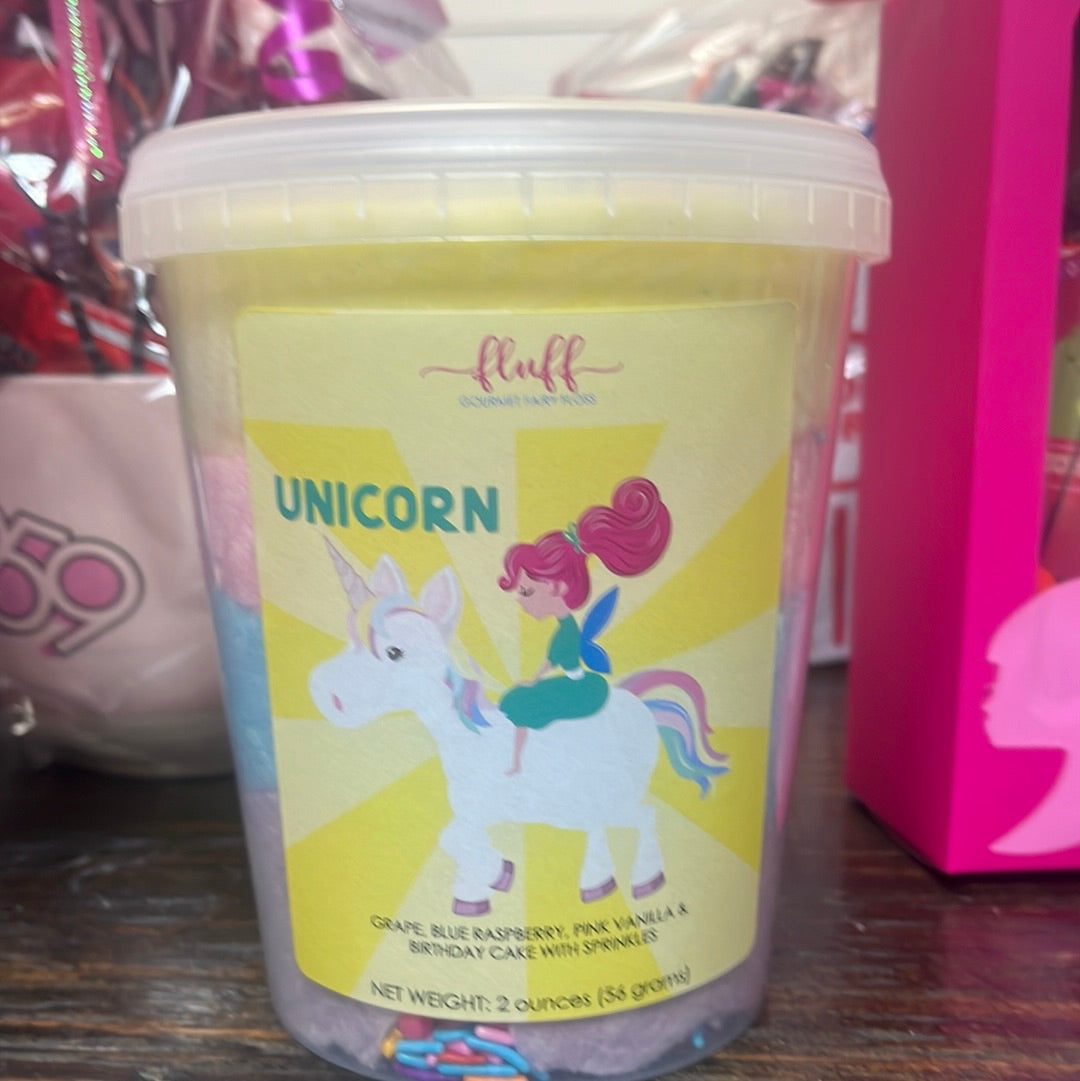 fluff
GOURMET FAIRY FLOSS
UNICORN
GRAPE, BLUE RASPBERRY, PINK VANILLA &
BIRTHDAY CAKE WITH SPRINKLES
NET WEIGHT: 2 ounces (56 grams)
59